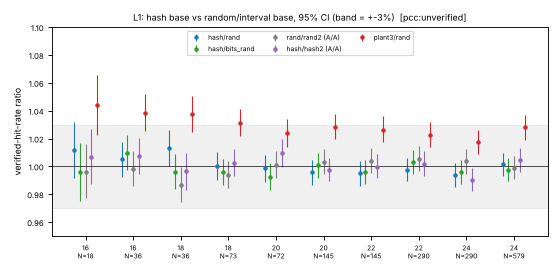 L1: hash base vs random/interval base, 95% CI (band = +-3%)  [pcc:unverified]
verified-hit-rate ratio
1.10
1.08
1.06
1.04
1.02
1.00
0.98
0.96
hash/rand
hash/bits_rand
rand/rand2 (A/A)
hash/hash2 (A/A)
plant3/rand
16 16 18 18 20 20 22 22 24 24
N=18 N=36 N=36 N=73 N=72 N=145 N=145 N=290 N=290 N=579